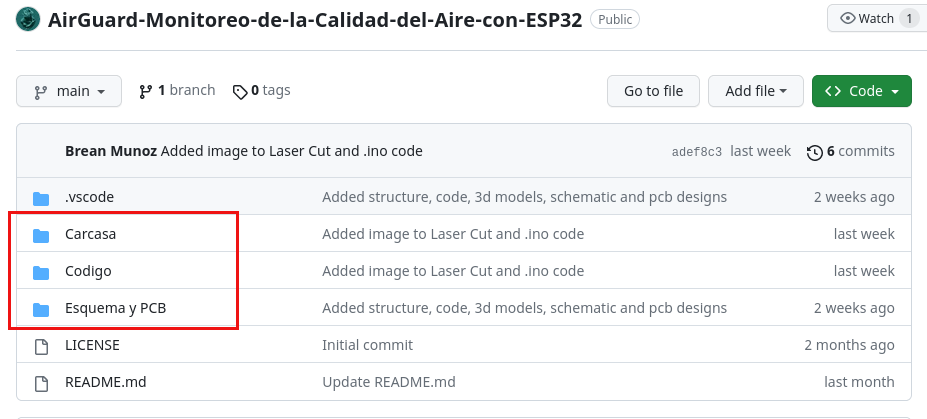 AirGuard-Monitoreo-de-la-Calidad-del-Aire-con-ESP32 Public Watch 1
main 1 branch 0 tags Go to file Add file Code
Brean Munoz Added image to Laser Cut and .ino code adef8c3 last week 6 commits
.vscode Added structure, code, 3d models, schematic and pcb designs 2 weeks ago
Carcasa Added image to Laser Cut and .ino code last week
Codigo Added image to Laser Cut and .ino code last week
Esquema y PCB Added structure, code, 3d models, schematic and pcb designs 2 weeks ago
LICENSE Initial commit 2 months ago
README.md Update README.md last month